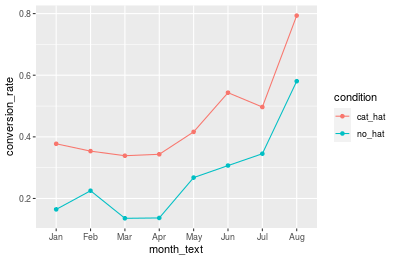 conversion_rate
0.8
0.6
0.4
0.2
Jan Feb Mar Apr May Jun Jul Aug
month_text
condition
cat_hat
no_hat